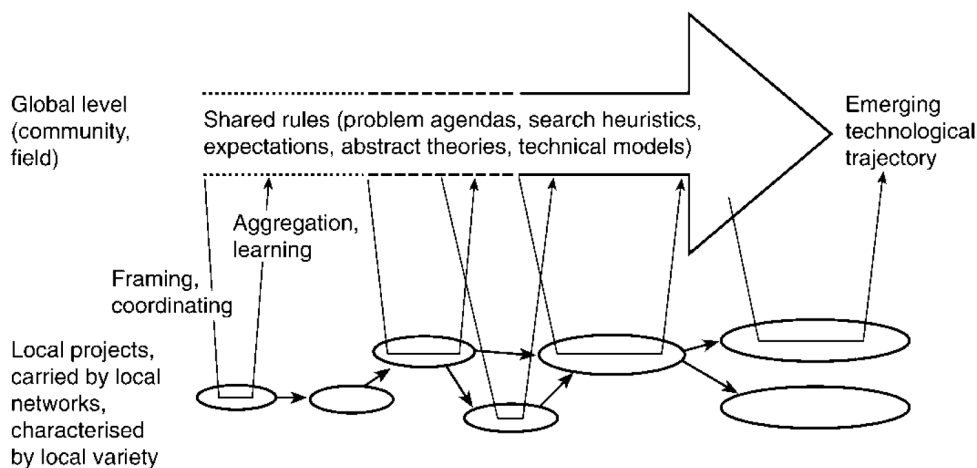 Global level
(community,
field)
Shared rules (problem agendas, search heuristics,
expectations, abstract theories, technical models)
Emerging
technological
trajectory
Aggregation,
learning
Framing,
coordinating
Local projects,
carried by local
networks,
characterised
by local variety